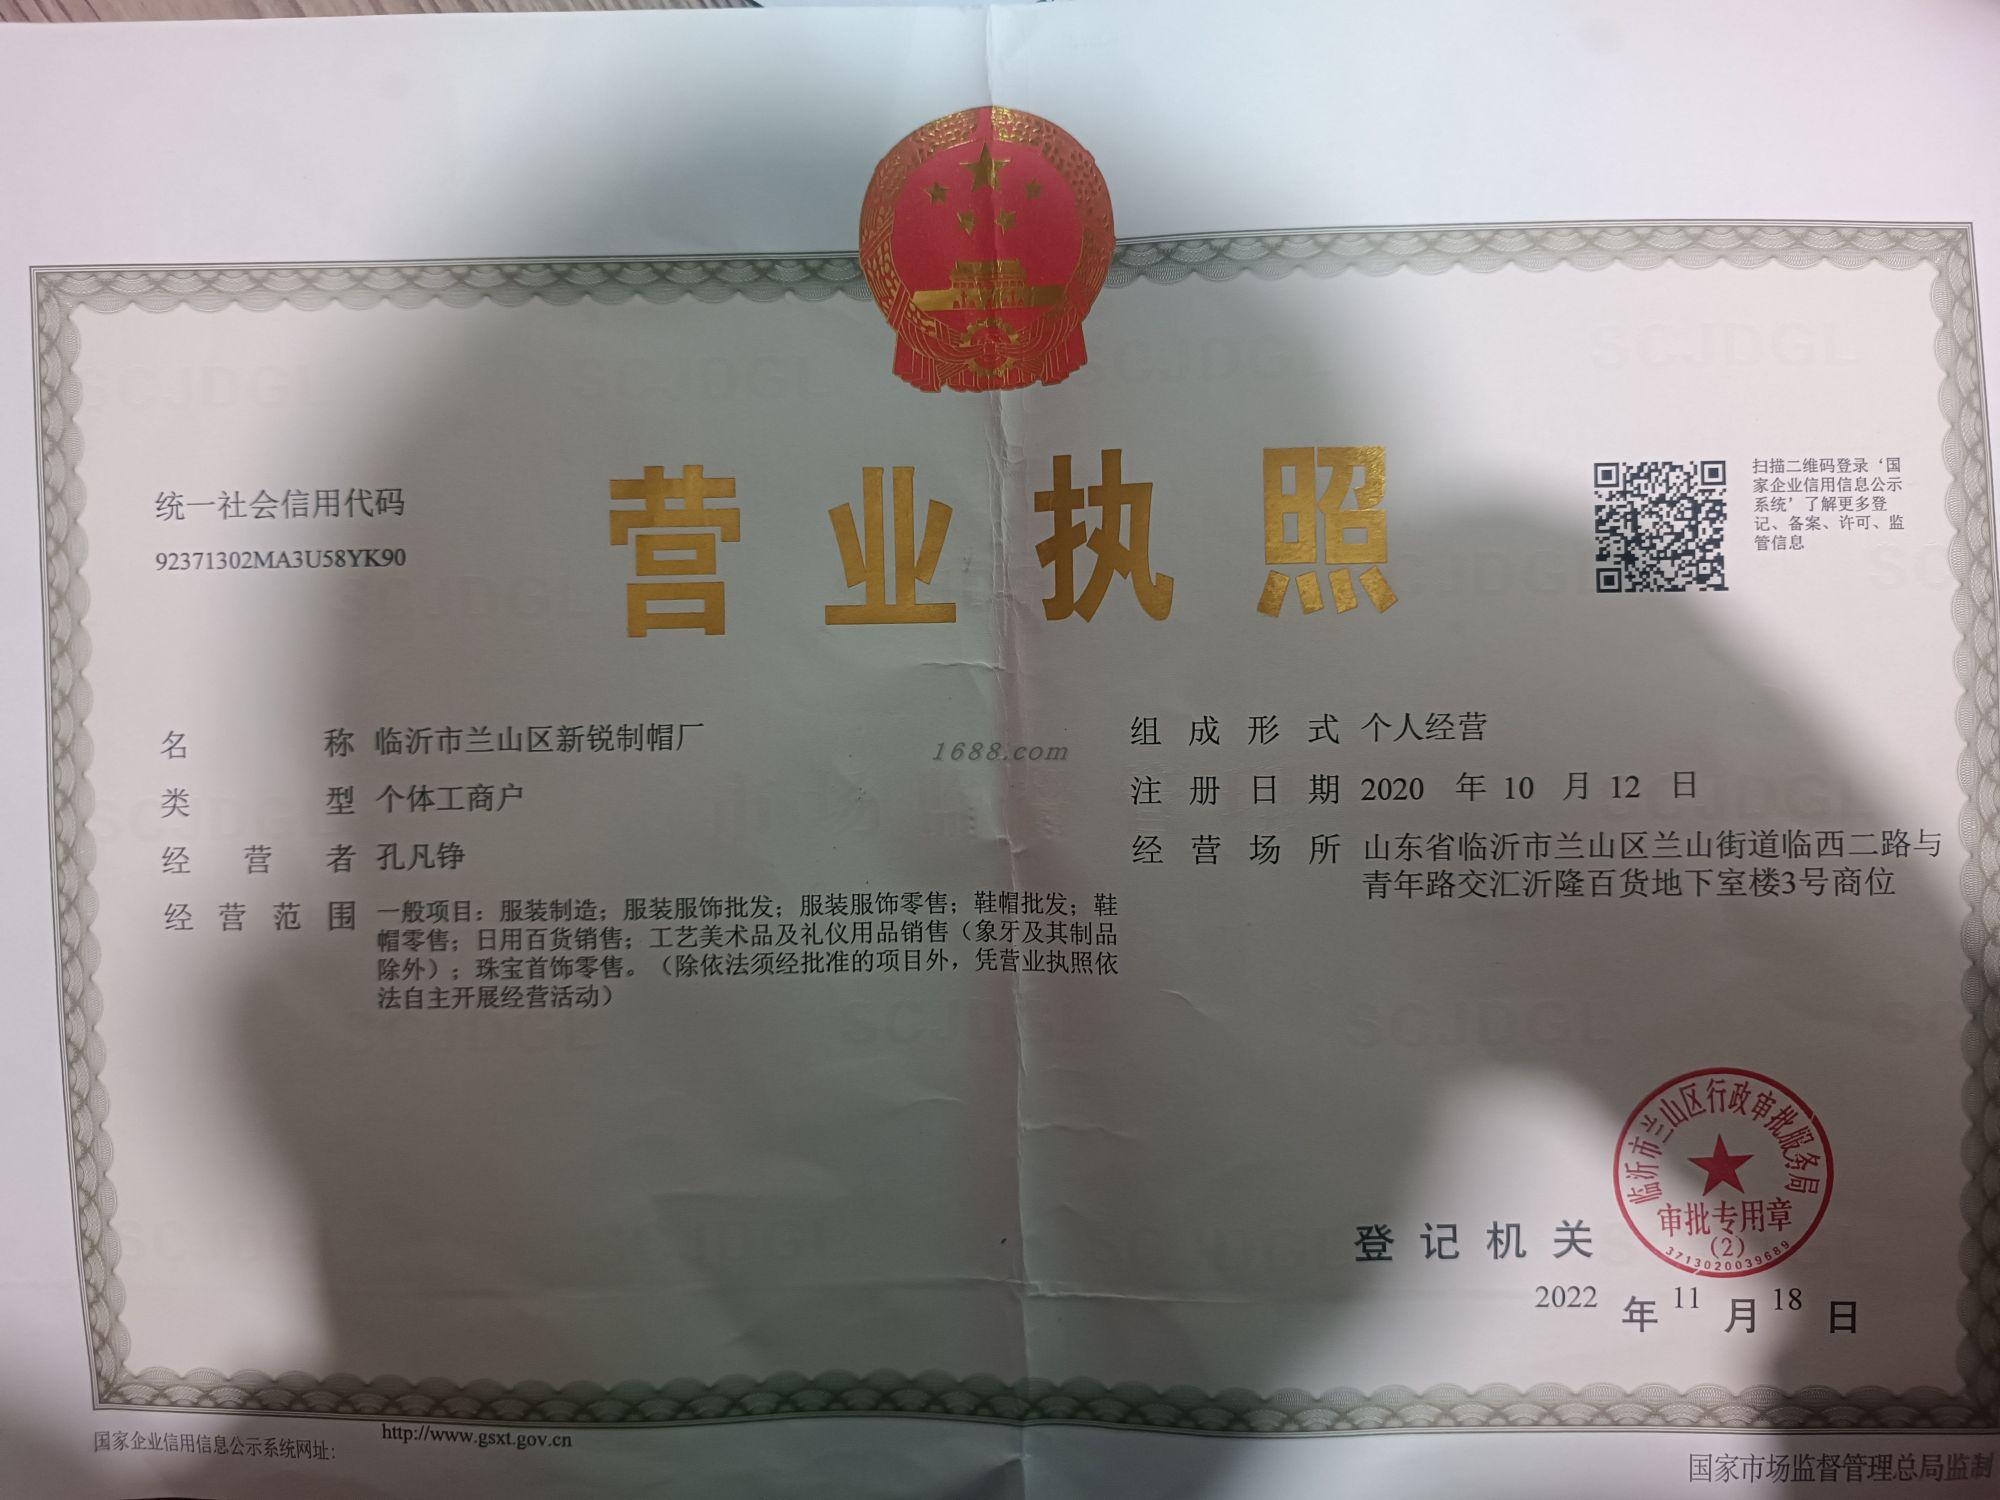 营业执照
统一社会信用代码
92371302MA3U58YK90
扫描二维码登录‘国
家企业信用信息公示
系统’了解更多登
记、备案、许可、监
管信息
名称 临沂市兰山区新锐制帽厂
类型 个体工商户
经营者 孔凡铮
经营范围 一般项目：服装制造；服装服饰批发；服装服饰零售；鞋帽批发；鞋
帽零售；日用百货销售；工艺美术品及礼仪用品销售（象牙及其制品
除外）；珠宝首饰零售。（除依法须经批准的项目外，凭营业执照依
法自主开展经营活动）
1688.com
组成形式 个人经营
注册日期 2020 年 10 月 12 日
经营场所 山东省临沂市兰山区兰山街道临西二路与
青年路交汇沂隆百货地下室楼3号商位
SCJDGL
登记机关
临沂市兰山区行政审批服务局
审批专用章
(2)
3713020039689
2022 年 11 月 18 日
国家企业信用信息公示系统网址：
http://www.gsxt.gov.cn
国家市场监督管理总局监制